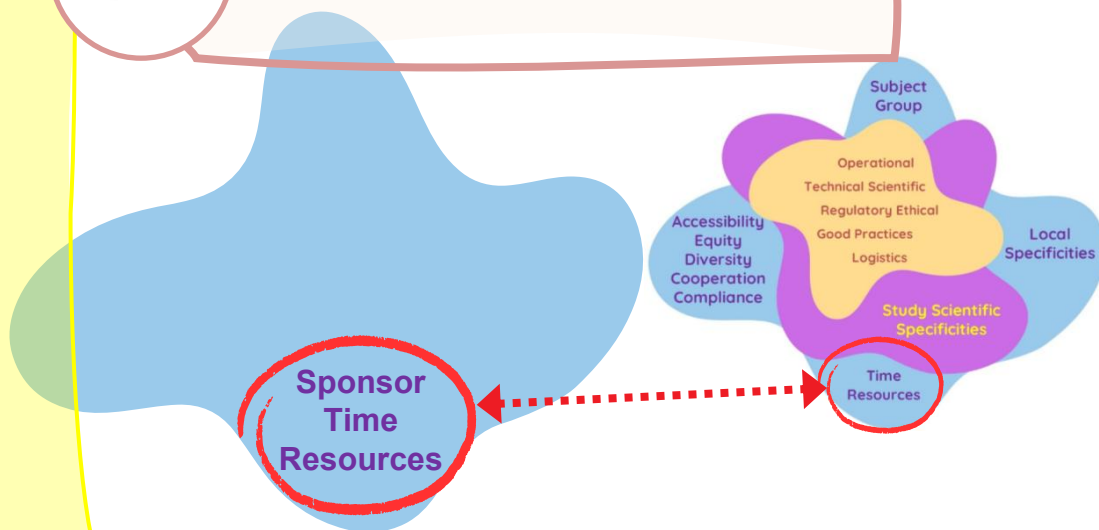 Subject
Group
Operational
Technical Scientific
Regulatory Ethical
Good Practices
Logistics
Accessibility
Equity
Diversity
Cooperation
Compliance
Local
Specificities
Study Scientific
Specificities
Time
Resources
Sponsor
Time
Resources